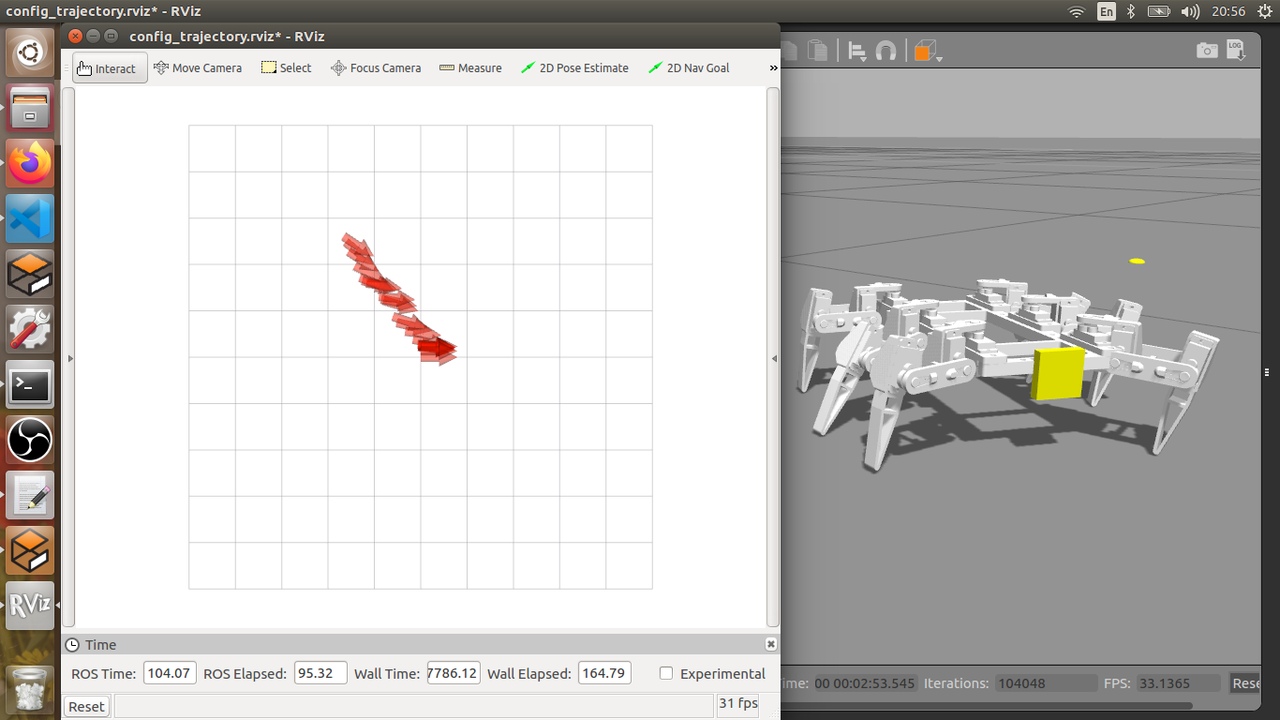 config_trajectory.rviz* - RViz
En
20:56
config_trajectory.rviz* - RViz
Interact
Move Camera
Select
Focus Camera
Measure
2D Pose Estimate
2D Nav Goal
»
LOG
RViz
Time
ROS Time: 104.07 ROS Elapsed: 95.32 Wall Time: 7786.12 Wall Elapsed: 164.79 Experimental
Reset
31 fps
ime: 00 00:02:53.545 Iterations: 104048 FPS: 33.1365 Rese